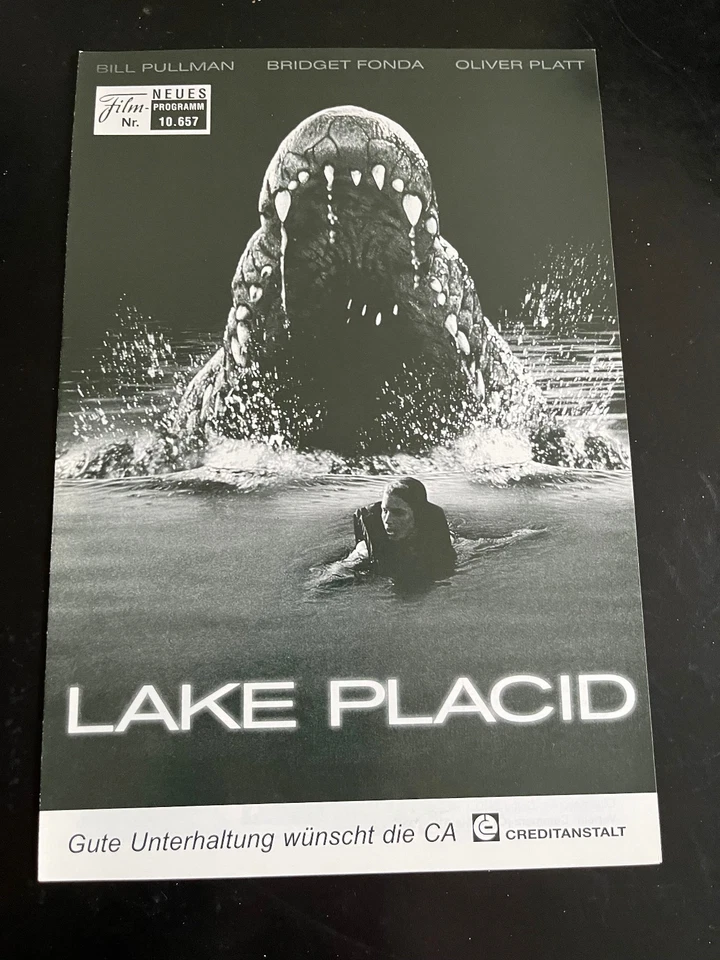 BILL PULLMAN BRIDGET FONDA OLIVER PLATT
NEUES
Film-PROGRAMM
Nr. 10.657
LAKE PLACID
Gute Unterhaltung wünscht die CA CREDITANSTALT